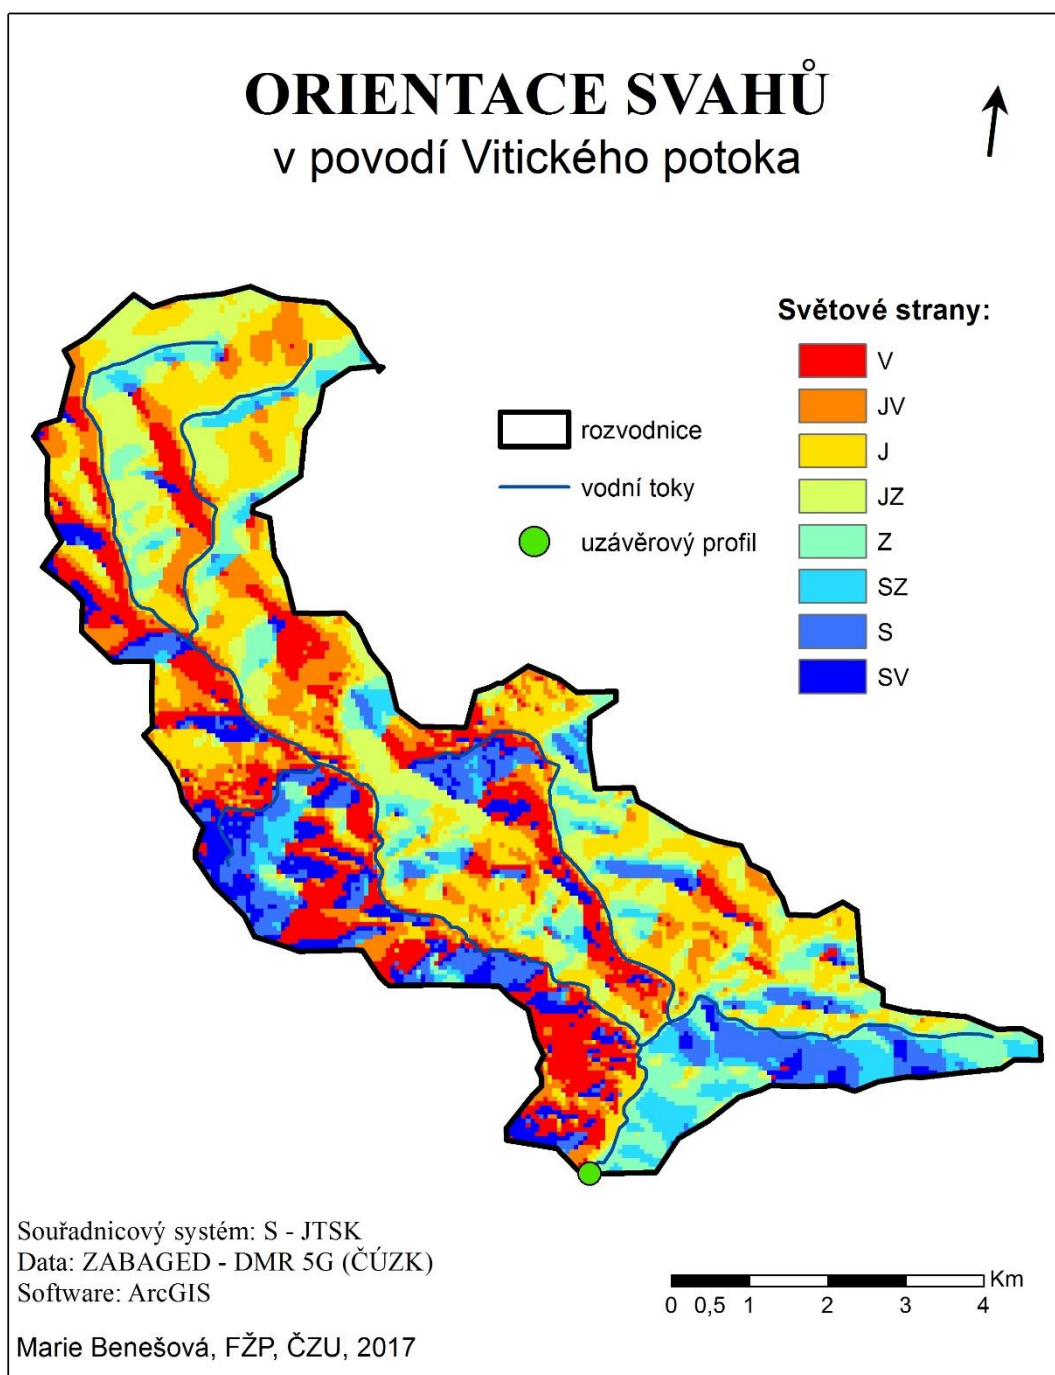 ORIENTACE SVAHŮ
v povodí Vitického potoka
Světové strany:
V
JV
J
JZ
Z
SZ
S
SV
rozvodnice
vodní toky
uzávěrový profil
Souřadnicový systém: S - JTSK
Data: ZABAGED - DMR 5G (ČÚZK)
Software: ArcGIS
Marie Benešová, FŽP, ČZU, 2017
Km
0 0,5 1 2 3 4